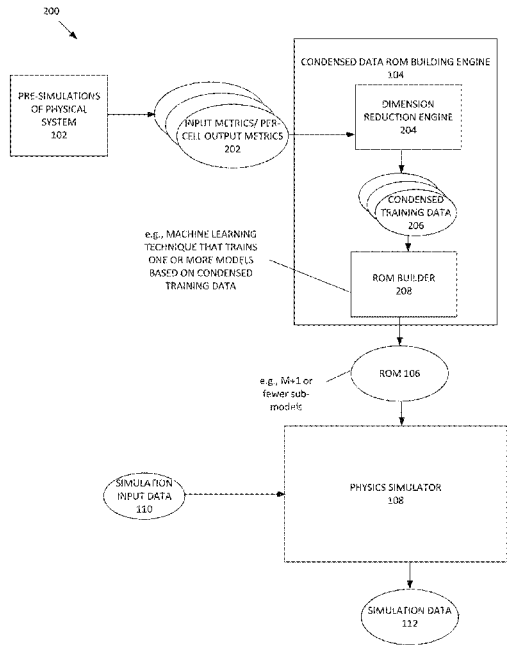 200
PRE-SIMULATIONS
OF PHYSICAL
SYSTEM
102
INPUT METRICS/ PER-
CELL OUTPUT METRICS
202
CONDENSED DATA ROM BUILDING ENGINE
104
DIMENSION
REDUCTION ENGINE
204
CONDENSED
TRAINING DATA
206
e.g., MACHINE LEARNING
TECHNIQUE THAT TRAINS
ONE OR MORE MODELS
BASED ON CONDENSED
TRAINING DATA
ROM BUILDER
208
e.g., M+1 or
fewer sub-
models
ROM 106
SIMULATION
INPUT DATA
110
PHYSICS SIMULATOR
108
SIMULATION DATA
112